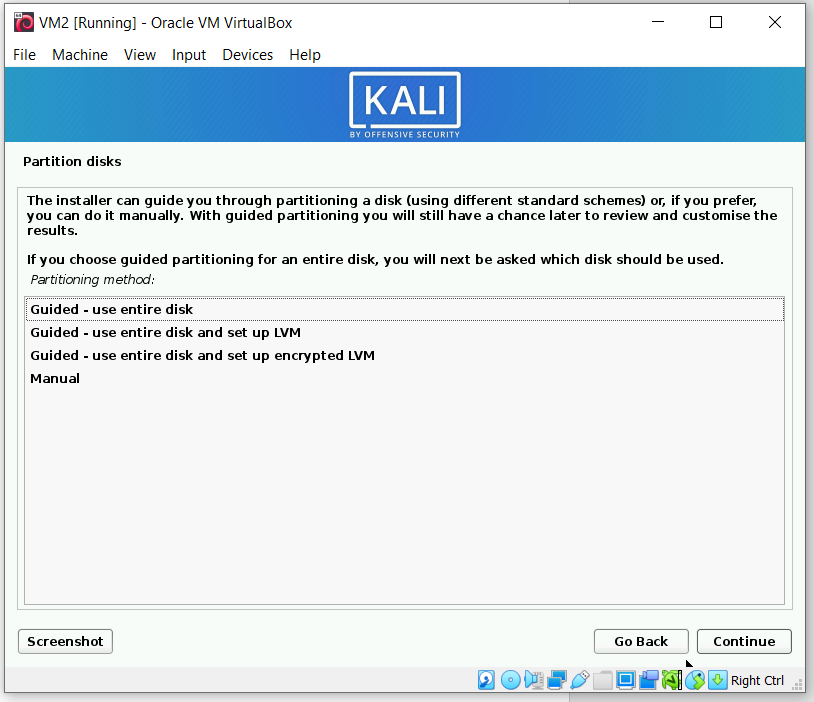 VM2 [Running] - Oracle VM VirtualBox
File Machine View Input Devices Help
KALI
BY OFFENSIVE SECURITY
Partition disks
The installer can guide you through partitioning a disk (using different standard schemes) or, if you prefer,
you can do it manually. With guided partitioning you will still have a chance later to review and customise the
results.
If you choose guided partitioning for an entire disk, you will next be asked which disk should be used.
Partitioning method:
Guided - use entire disk
Guided - use entire disk and set up LVM
Guided - use entire disk and set up encrypted LVM
Manual
Screenshot Go Back Continue
Right Ctrl